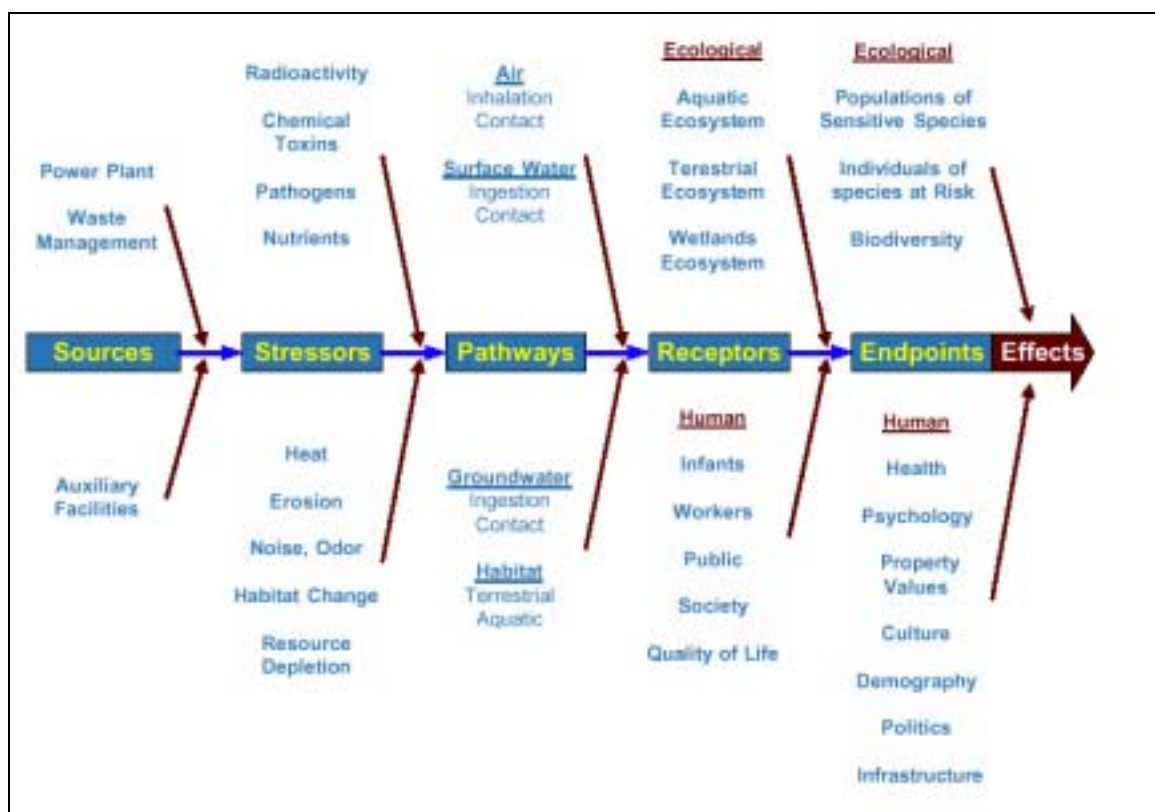 Radioactivity
Chemical
Toxins
Pathogens
Nutrients
Air
Inhalation
Contact
Surface Water
Ingestion
Contact
Ecological
Aquatic
Ecosystem
Terestrial
Ecosystem
Wetlands
Ecosystem
Ecological
Populations of
Sensitive Species
Individuals of
species at Risk
Biodiversity
Power Plant
Waste
Management
Sources
Stressors
Pathways
Receptors
Endpoints
Effects
Auxiliary
Facilities
Heat
Erosion
Noise, Odor
Habitat Change
Resource
Depletion
Groundwater
Ingestion
Contact
Habitat
Terrestrial
Aquatic
Human
Infants
Workers
Public
Society
Quality of Life
Human
Health
Psychology
Property
Values
Culture
Demography
Politics
Infrastructure